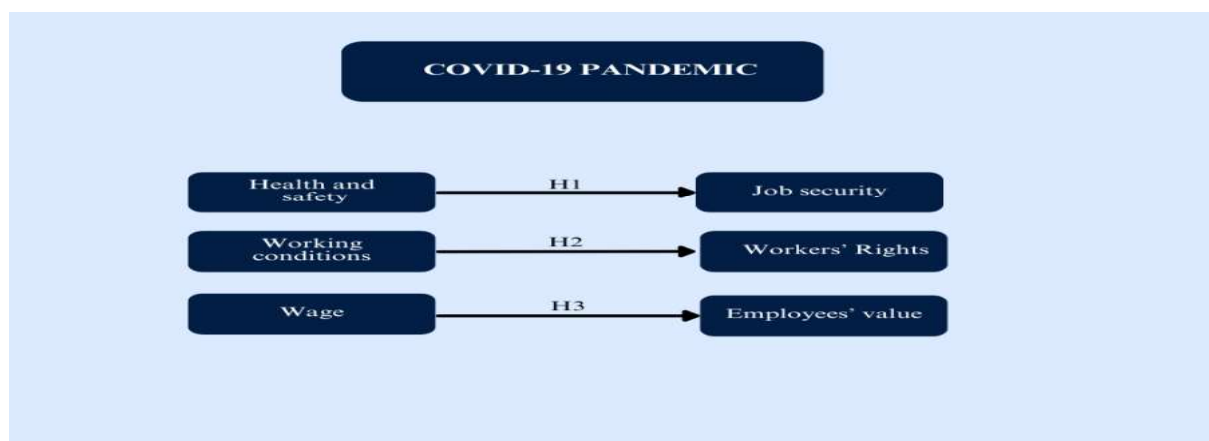 COVID-19 PANDEMIC
Health and
safety
H1
Job security
Working
conditions
H2
Workers’ Rights
Wage
H3
Employees’ value